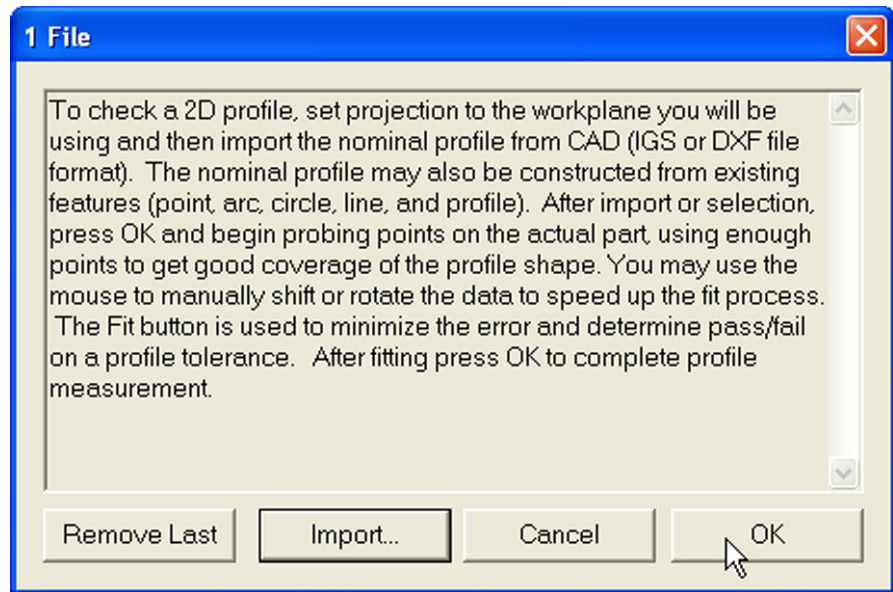 1 File
To check a 2D profile, set projection to the workplane you will be
using and then import the nominal profile from CAD (IGS or DXF file
format).  The nominal profile may also be constructed from existing
features (point, arc, circle, line, and profile).  After import or selection,
press OK and begin probing points on the actual part, using enough
points to get good coverage of the profile shape. You may use the
mouse to manually shift or rotate the data to speed up the fit process.
The Fit button is used to minimize the error and determine pass/fail
on a profile tolerance.   After fitting press OK to complete profile
measurement.
Remove Last
Import...
Cancel
OK